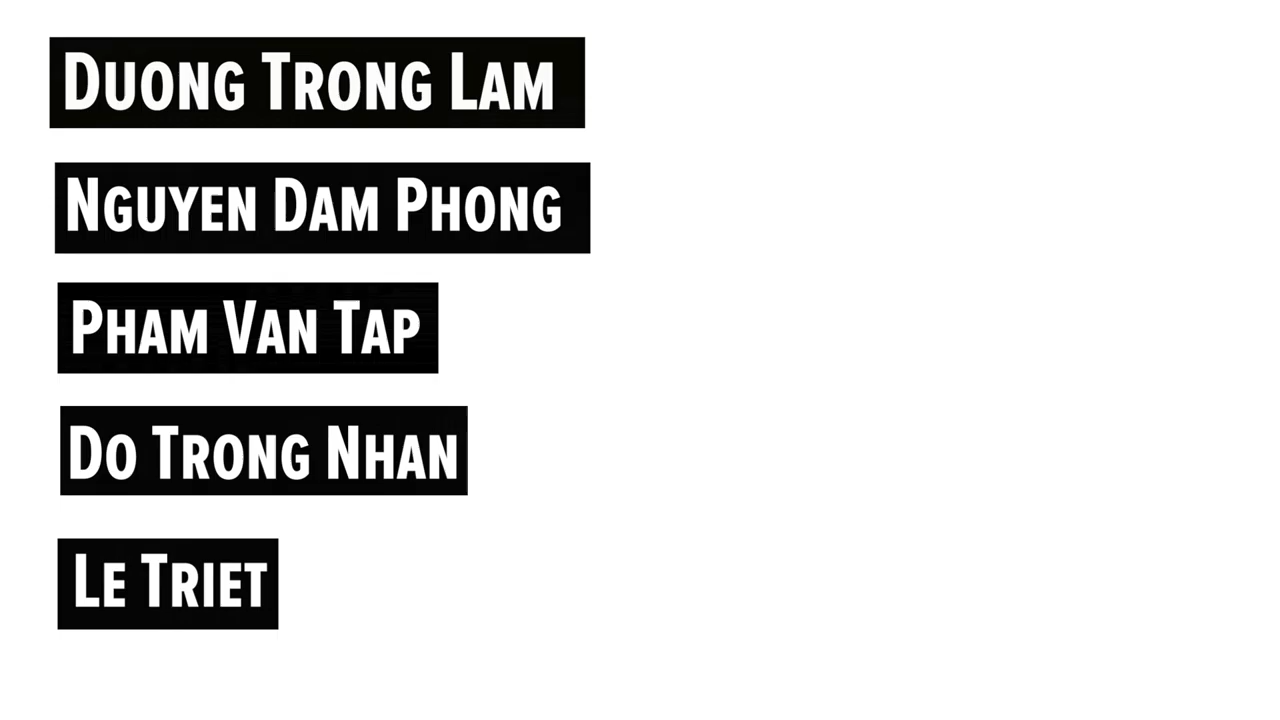 Duong Trong Lam
Nguyen Dam Phong
Pham Van Tap
Do Trong Nhan
Le Triet